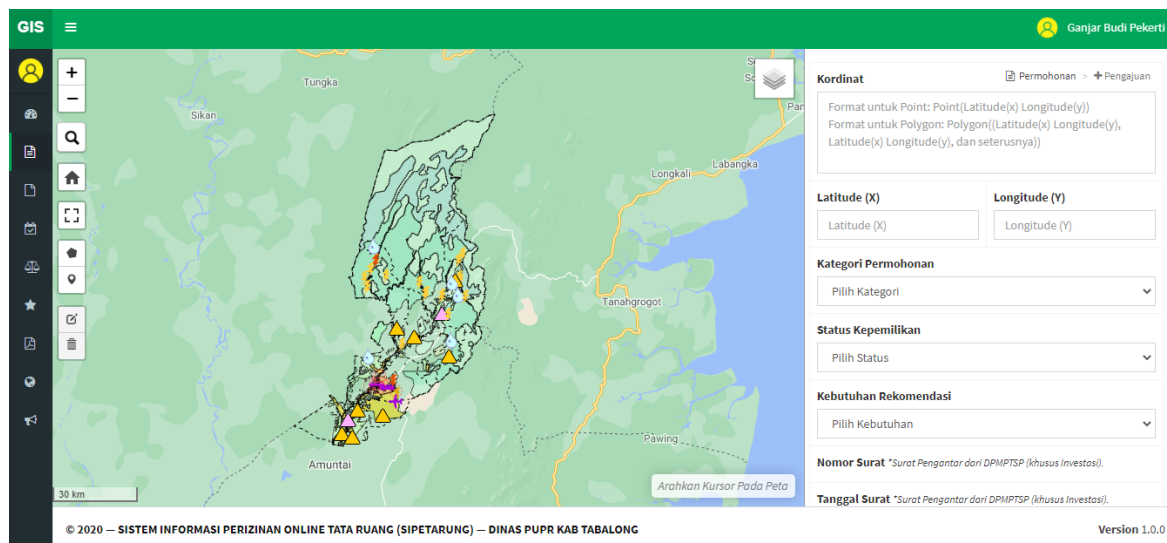 GIS
Ganjar Budi Pekerti
+
−
Tungka
Sikan
Longkali
Labangka
Tanahgrogot
Pawing
Amuntai
30 km
Arahkan Kursor Pada Peta
Kordinat
Permohonan > + Pengajuan
Format untuk Point: Point(Latitude(x) Longitude(y))
Format untuk Polygon: Polygon((Latitude(x) Longitude(y),
Latitude(x) Longitude(y), dan seterusnya))
Latitude (X) Longitude (Y)
Latitude (X) Longitude (Y)
Kategori Permohonan
Pilih Kategori
Status Kepemilikan
Pilih Status
Kebutuhan Rekomendasi
Pilih Kebutuhan
Nomor Surat *Surat Pengantar dari DPMPTSP (khusus Investasi).
Tanggal Surat *Surat Pengantar dari DPMPTSP (khusus Investasi).
© 2020 — SISTEM INFORMASI PERIZINAN ONLINE TATA RUANG (SIPETARUNG) — DINAS PUPR KAB TABALONG
Version 1.0.0